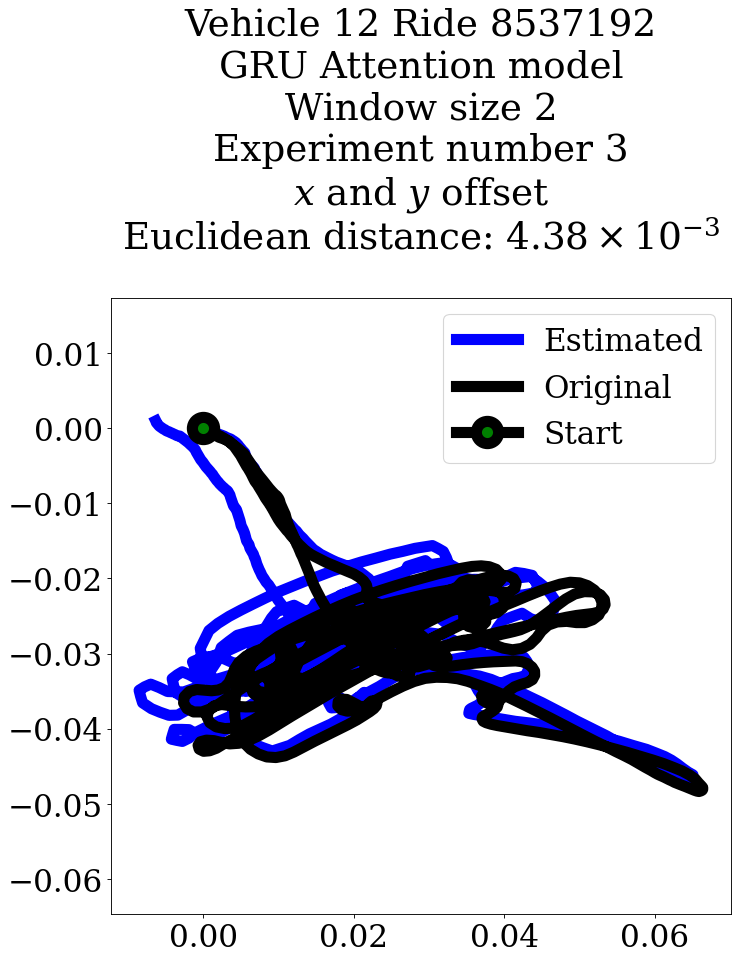 Vehicle 12 Ride 8537192
GRU Attention model
Window size 2
Experiment number 3
x and y offset
Euclidean distance: 4.38 × 10⁻³
Estimated
Original
Start
0.01
0.00
−0.01
−0.02
−0.03
−0.04
−0.05
−0.06
0.00 0.02 0.04 0.06